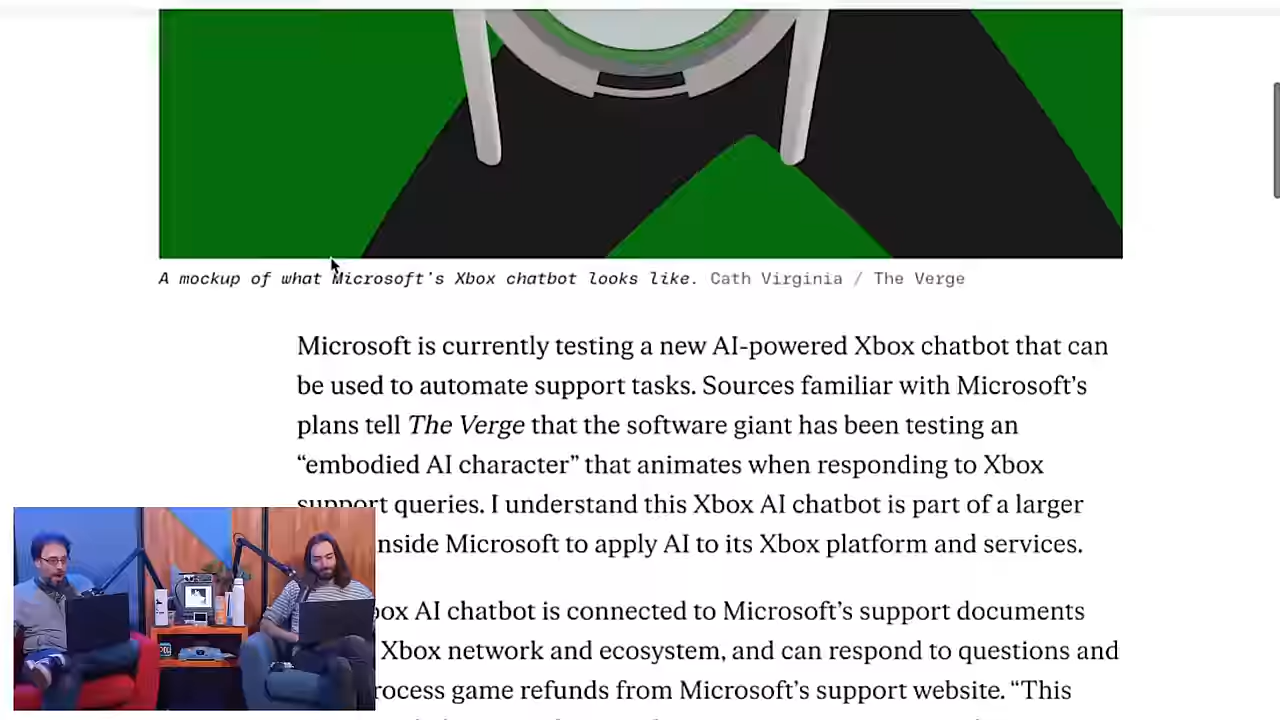 A mockup of what Microsoft's Xbox chatbot looks like. Cath Virginia / The Verge
Microsoft is currently testing a new AI-powered Xbox chatbot that can
be used to automate support tasks. Sources familiar with Microsoft's
plans tell The Verge that the software giant has been testing an
“embodied AI character” that animates when responding to Xbox
support queries. I understand this Xbox AI chatbot is part of a larger
nside Microsoft to apply AI to its Xbox platform and services.
box AI chatbot is connected to Microsoft's support documents
Xbox network and ecosystem, and can respond to questions and
rocess game refunds from Microsoft's support website. “This